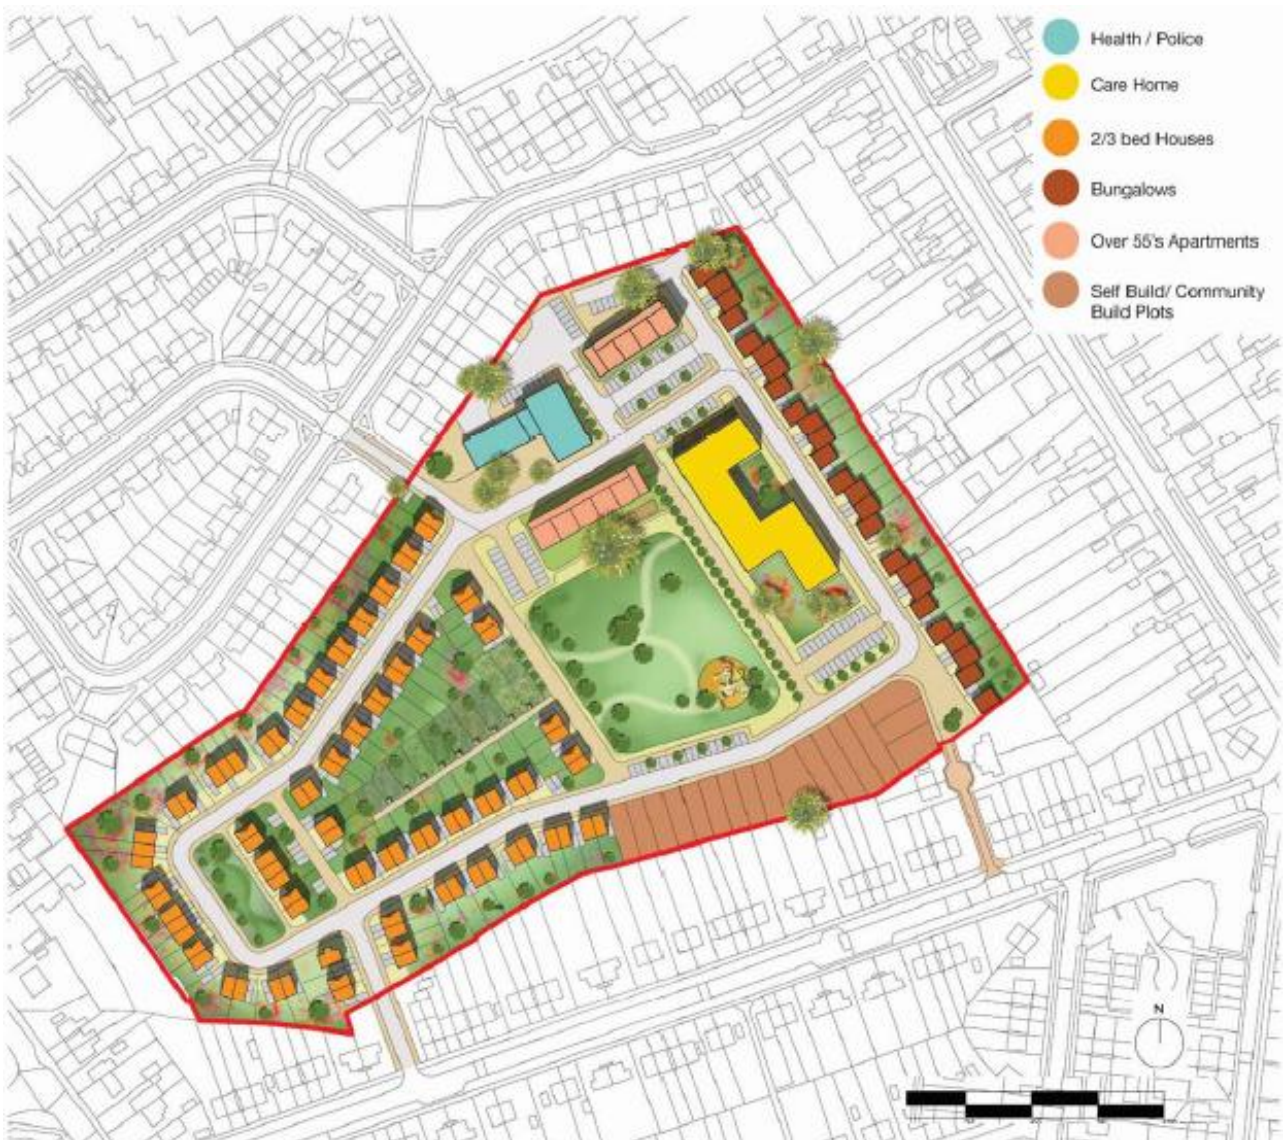 Health / Police
Care Home
2/3 bed Houses
Bungalows
Over 55's Apartments
Self Build/ Community
Build Plots
N